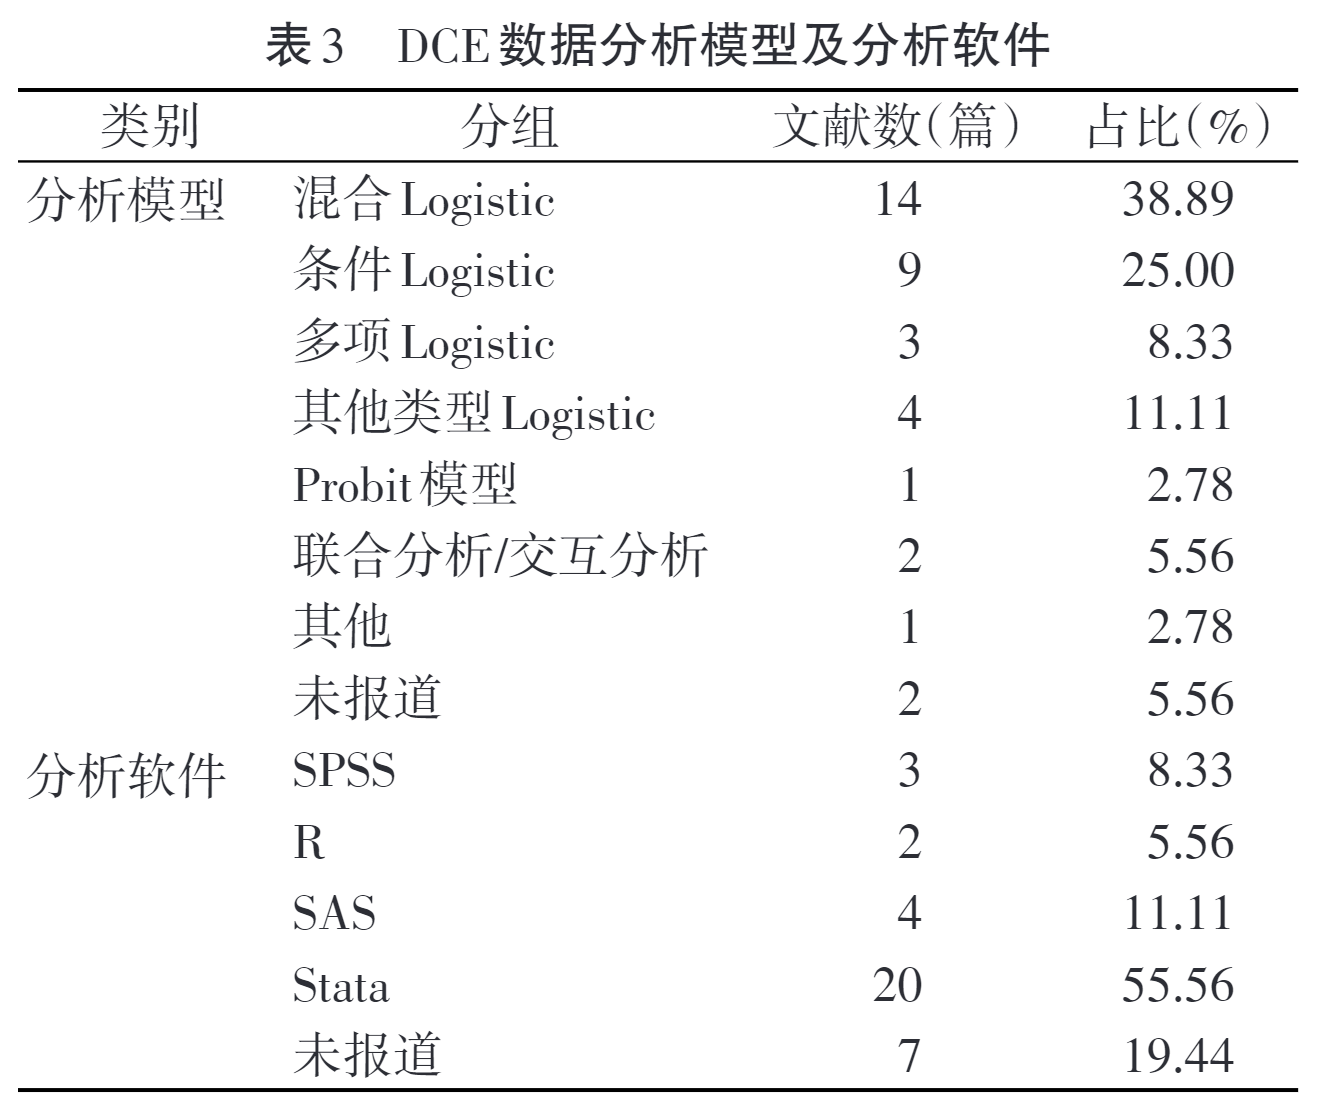 表3 DCE数据分析模型及分析软件
类别 分组 文献数(篇) 占比(%)
分析模型 混合Logistic 14 38.89
条件Logistic 9 25.00
多项Logistic 3 8.33
其他类型Logistic 4 11.11
Probit模型 1 2.78
联合分析/交互分析 2 5.56
其他 1 2.78
未报道 2 5.56
分析软件 SPSS 3 8.33
R 2 5.56
SAS 4 11.11
Stata 20 55.56
未报道 7 19.44